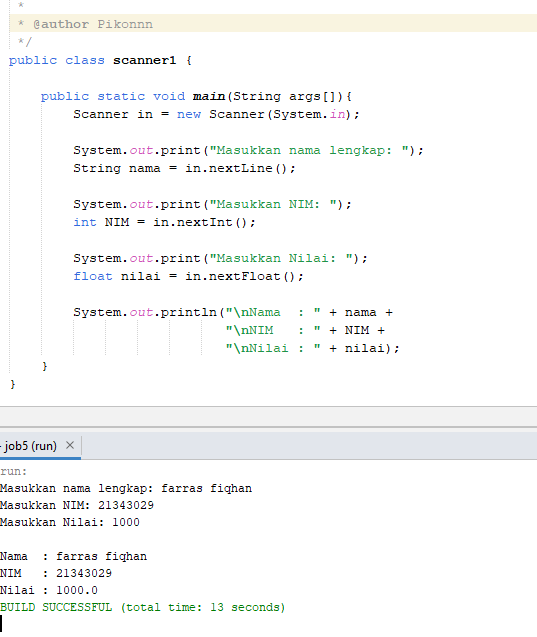 *
* @author Pikonnn
*/
public class scanner1 {
public static void main(String args[]){
Scanner in = new Scanner(System.in);
System.out.print("Masukkan nama lengkap: ");
String nama = in.nextLine();
System.out.print("Masukkan NIM: ");
int NIM = in.nextInt();
System.out.print("Masukkan Nilai: ");
float nilai = in.nextFloat();
System.out.println("\nNama  : " + nama +
"\nNIM   : " + NIM +
"\nNilai : " + nilai);
}
}
- job5 (run) ×
run:
Masukkan nama lengkap: farras fiqhan
Masukkan NIM: 21343029
Masukkan Nilai: 1000
Nama  : farras fiqhan
NIM   : 21343029
Nilai : 1000.0
BUILD SUCCESSFUL (total time: 13 seconds)